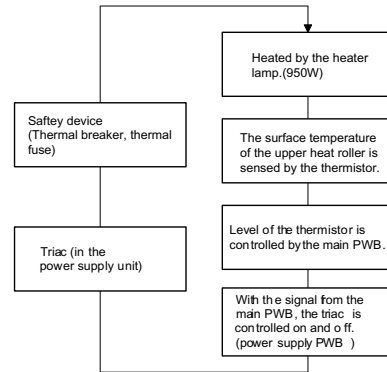 Heated by the heater
lamp.(950W)
Saftey device
(Thermal breaker, thermal
fuse)
The surface temperature
of the upper heat roller is
sensed by the thermistor.
Level of the thermistor is
controlled by the main PWB.
Triac (in the
power supply unit)
With the signal from the
main PWB, the triac is
controlled on and off.
(power supply PWB )